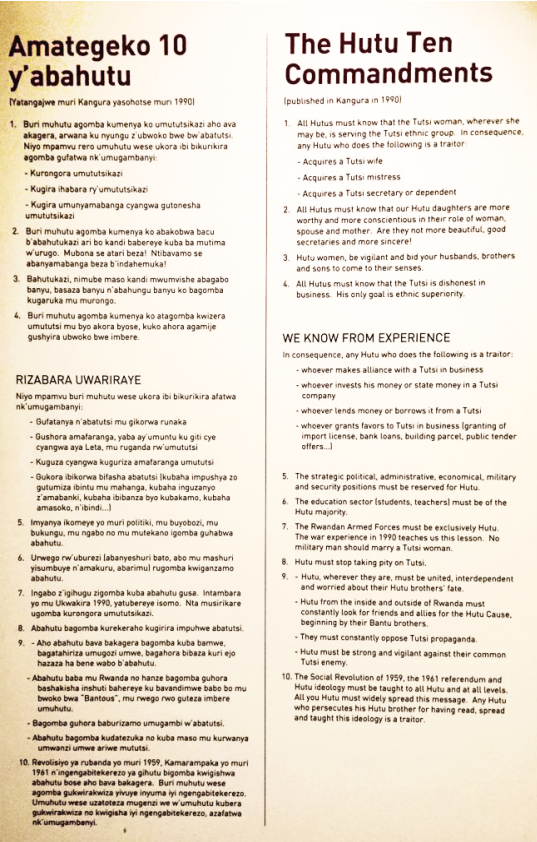 Amategeko 10
y'abahutu
(Yatangajwe muri Kangura yasohotse muri 1990)
1. Buri muhutu agomba kumenya ko umututsikazi aho ava
akagera, arwana ku nyungu z'ubwoko bwe bw'abatutsi.
Niyo mpamvu rero umuhutu wese ukora ibi bikurikira
agomba gufatwa nk'umugambanyi:
- Kurongora umututsikazi
- Kugira ihabara ry'umututsikazi
- Kugira umunyamabanga cyangwa gutonesha
umututsikazi
2. Buri muhutu agomba kumenya ko abakobwa bacu
b'abahutukazi ari bo kandi babereye kuba ba mutima
w'urugo. Mubona se atari beza! Ntibavamo se
abanyamabanga beza b'indahemuka!
3. Bahutukazi, nimube maso kandi mwumvishe abagabo
banyu, basaza banyu n'abahungu banyu ko bagomba
kugaruka mu murongo.
4. Buri muhutu agomba kumenya ko atagomba kwizera
umututsi mu byo akora byose, kuko ahora agamije
gushyira ubwoko bwe imbere.
RIZABARA UWARIRAYE
Niyo mpamvu buri muhutu wese ukora ibi bikurikira afatwa
nk'umugambanyi:
- Gufatanya n'abatutsi mu gikorwa runaka
- Gushora amafaranga, yaba ay'umuntu ku giti cye
cyangwa aya Leta, mu ruganda rw'umututsi
- Kuguza cyangwa kuguriza amafaranga umututsi
- Gukora ibikorwa bifasha abatutsi (kubaha impushya zo
gutumiza ibintu mu mahanga, kubaha inguzanyo
z'amabanki, kubaha ibibanza byo kubakamo, kubaha
amasoko, n'ibindi...)
5. Imyanya ikomeye yo muri politiki, mu buyobozi, mu
bukungu, mu ngabo no mu mutekano igomba guhabwa
abahutu.
6. Urwego rw'uburezi (abanyeshuri bato, abo mu mashuri
yisumbuye n'amakuru, abarimu) rugomba kwiganzamo
abahutu.
7. Ingabo z'igihugu zigomba kuba abahutu gusa. Intambara
yo mu Ukwakira 1990, yatubereye isomo. Nta musirikare
ugomba kurongora umututsikazi.
8. Abahutu bagomba kurekeraho kugirira impuhwe abatutsi.
9. - Aho abahutu bava bakagera bagomba kuba bamwe,
bagatahiriza umugozi umwe, bagahora bibaza kuri ejo
hazaza ha bene wabo b'abahutu.
- Abahutu baba mu Rwanda no hanze bagomba guhora
bashakisha inshuti bahereye ku bavandimwe babo bo mu
bwoko bwa "Bantous", mu rwego rwo guteza imbere
umuhutu.
- Bagomba guhora baburizamo umugambi w'abatutsi.
- Abahutu bagomba kudatezuka no kuba maso mu kurwanya
umwanzi umwe ariwe mututsi.
10. Revolisiyo ya rubanda yo muri 1959, Kamarampaka yo muri
1961 n'ingengabitekerezo ya gihutu bigomba kwigishwa
abahutu bose aho bava bakagera. Buri muhutu wese
agomba gukwirakwiza yivuye inyuma iyi ngengabitekerezo.
Umuhutu wese uzatoteza mugenzi we w'umuhutu kubera
gukwirakwiza no kwigisha iyi ngengabitekerezo, azafatwa
nk'umugambanyi.
The Hutu Ten
Commandments
(published in Kangura in 1990)
1. All Hutus must know that the Tutsi woman, wherever she
may be, is serving the Tutsi ethnic group. In consequence,
any Hutu who does the following is a traitor:
- Acquires a Tutsi wife
- Acquires a Tutsi mistress
- Acquires a Tutsi secretary or dependent
2. All Hutus must know that our Hutu daughters are more
worthy and more conscientious in their role of woman,
spouse and mother. Are they not more beautiful, good
secretaries and more sincere!
3. Hutu women, be vigilant and bid your husbands, brothers
and sons to come to their senses.
4. All Hutus must know that the Tutsi is dishonest in
business. His only goal is ethnic superiority.
WE KNOW FROM EXPERIENCE
In consequence, any Hutu who does the following is a traitor:
- whoever makes alliance with a Tutsi in business
- whoever invests his money or state money in a Tutsi
company
- whoever lends money or borrows it from a Tutsi
- whoever grants favors to Tutsi in business (granting of
import license, bank loans, building parcel, public tender
offers...)
5. The strategic political, administrative, economical, military
and security positions must be reserved for Hutu.
6. The education sector (students, teachers) must be of the
Hutu majority.
7. The Rwandan Armed Forces must be exclusively Hutu.
The war experience in 1990 teaches us this lesson. No
military man should marry a Tutsi woman.
8. Hutu must stop taking pity on Tutsi.
9. - Hutu, wherever they are, must be united, interdependent
and worried about their Hutu brothers' fate.
- Hutu from the inside and outside of Rwanda must
constantly look for friends and allies for the Hutu Cause,
beginning by their Bantu brothers.
- They must constantly oppose Tutsi propaganda.
- Hutu must be strong and vigilant against their common
Tutsi enemy.
10. The Social Revolution of 1959, the 1961 referendum and
Hutu ideology must be taught to all Hutu and at all levels.
All you Hutu must widely spread this message. Any Hutu
who persecutes his Hutu brother for having read, spread
and taught this ideology is a traitor.